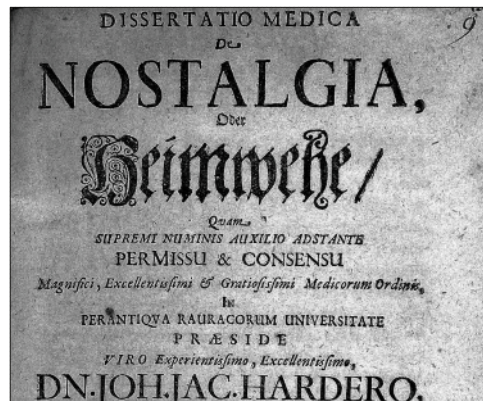 DISSERTATIO MEDICA
9
De
NOSTALGIA,
Oder
Heimwehe/
Quam
SUPREMI NUMINIS AUXILIO ADSTANTE
PERMISSU & CONSENSU
Magnifici, Excellentissimi & Gratiosissimi Medicorum Ordinis,
In
PERANTIQVA RAURACORUM UNIVERSITATE
PRÆSIDE
VIRO Experientissimo, Excellentissimo,
DN. JOH. JAC. HARDERO,